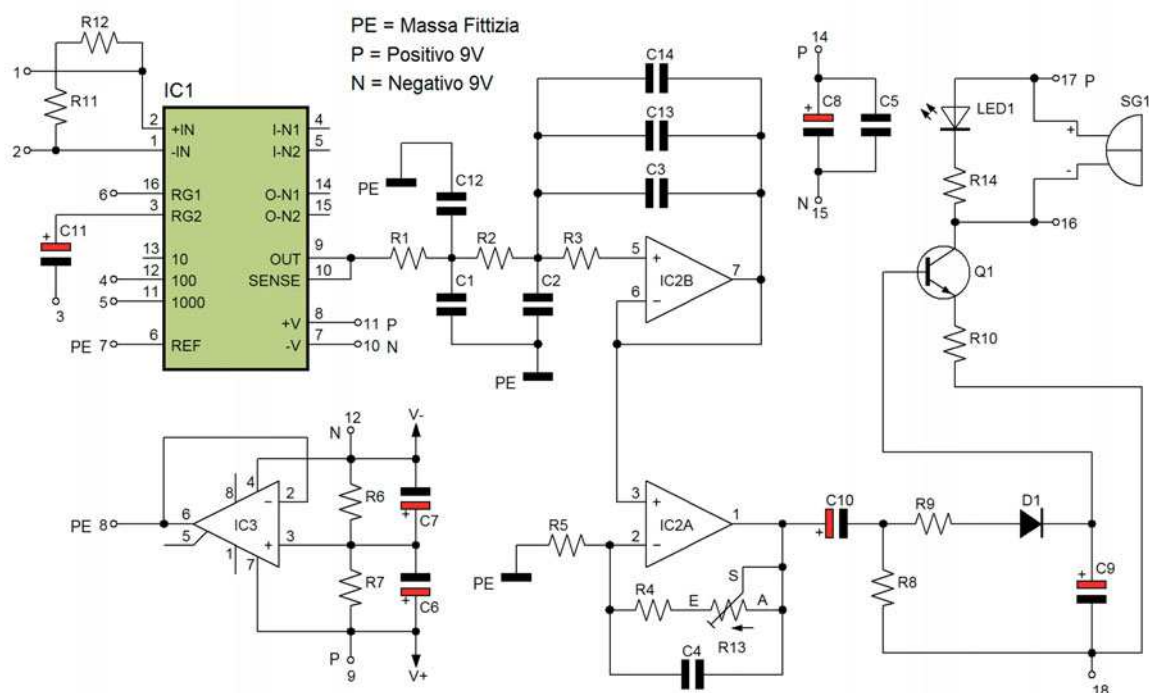 PE = Massa Fittizia
P = Positivo 9V
N = Negativo 9V
R12
1
R11
2
IC1
2 +IN
1 -IN
16 RG1
3 RG2
13 10
12 100
11 1000
6 REF
I-N1 4
I-N2 5
O-N1 14
O-N2 15
OUT 9
SENSE 10
+V 8
-V 7
6
C11
+
3
4
5
PE 7
11 P
10 N
PE
C12
R1
R2
R3
C1
C2
PE
C14
C13
C3
5 +
6 −
IC2B
7
14
P
+
C8
C5
N
15
LED1
17 P
SG1
+
-
R14
16
Q1
R10
12
N
V-
PE 8
6
5
8
4
2
−
IC3
+
3
1
7
R6
R7
C7
+
C6
+
P
9
V+
PE
R5
3 +
2 −
IC2A
1
R4
E
S
A
R13
C4
C10
+
R9
D1
R8
+
C9
18